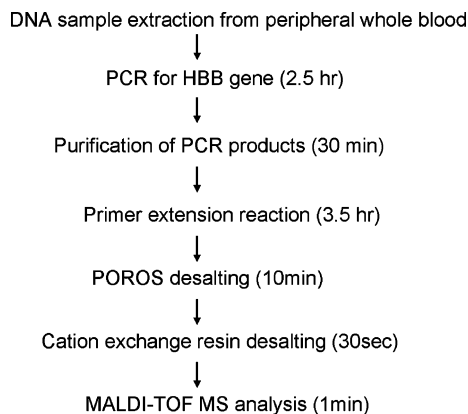 DNA sample extraction from peripheral whole blood
PCR for HBB gene (2.5 hr)
Purification of PCR products (30 min)
Primer extension reaction (3.5 hr)
POROS desalting (10min)
Cation exchange resin desalting (30sec)
MALDI-TOF MS analysis (1min)